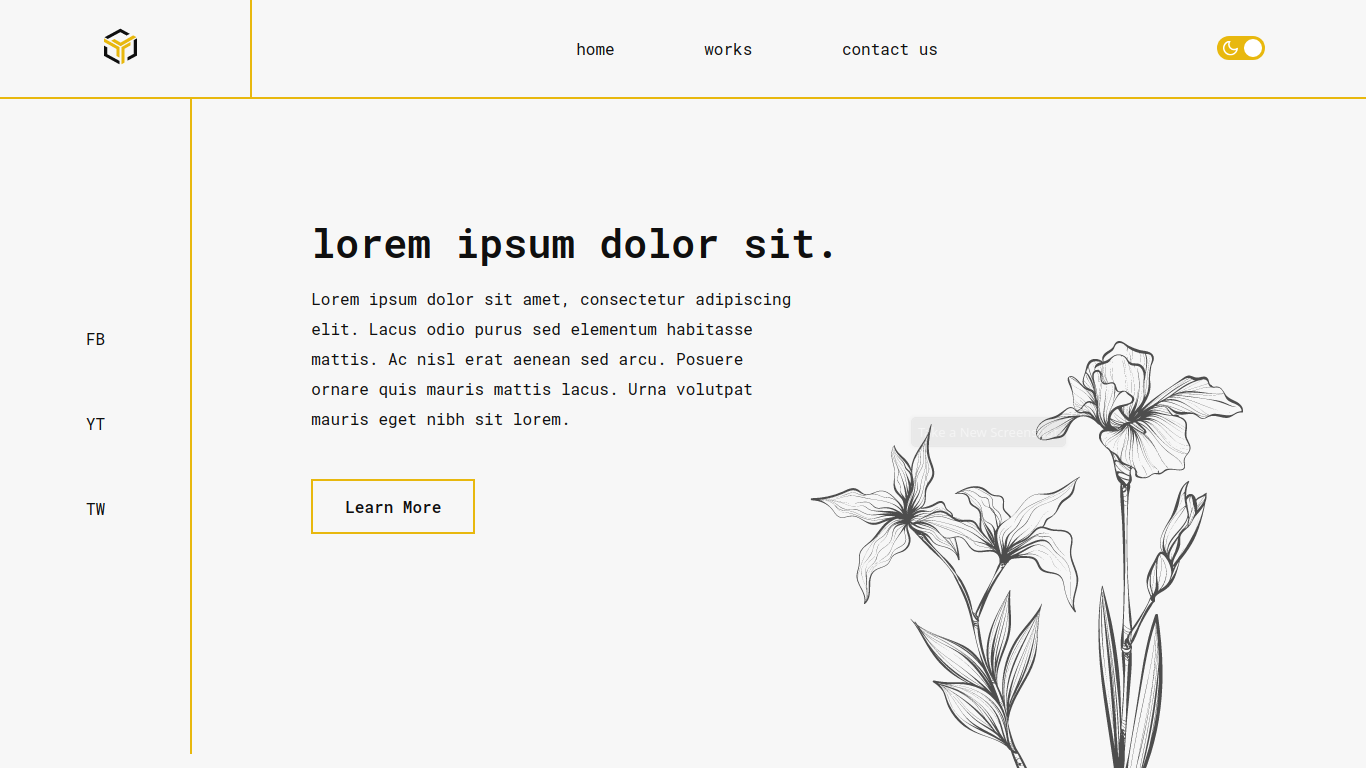 home works contact us
lorem ipsum dolor sit.
Lorem ipsum dolor sit amet, consectetur adipiscing
elit. Lacus odio purus sed elementum habitasse
mattis. Ac nisl erat aenean sed arcu. Posuere
ornare quis mauris mattis lacus. Urna volutpat
mauris eget nibh sit lorem.
Learn More
FB
YT
TW
a New